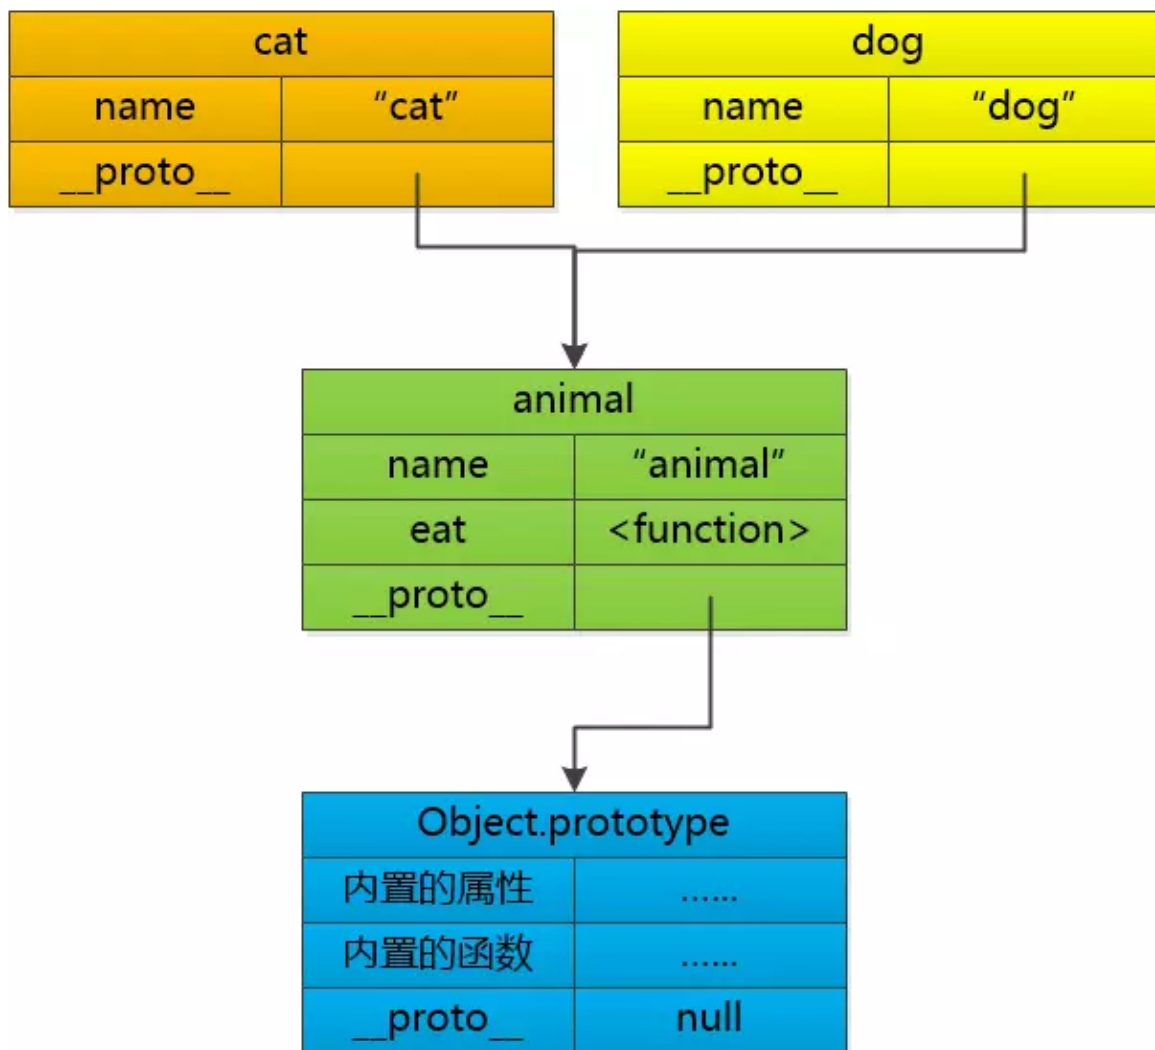 cat
name “cat”
__proto__
dog
name “dog”
__proto__
animal
name “animal”
eat <function>
__proto__
Object.prototype
内置的属性 ......
内置的函数 ......
__proto__ null